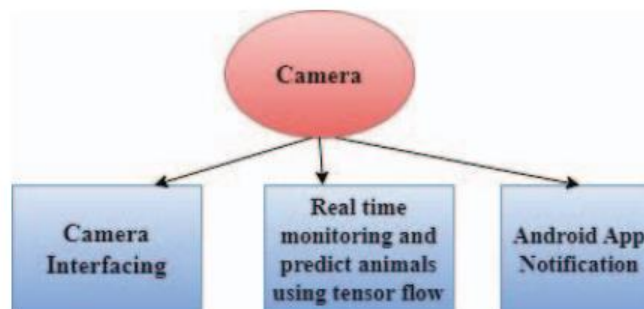 Camera
Camera
Interfacing
Real time
monitoring and
predict animals
using tensor flow
Android App
Notification